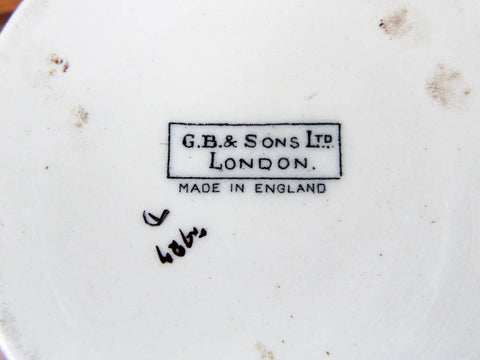 G.B. & SONS LTD.
LONDON.
MADE IN ENGLAND